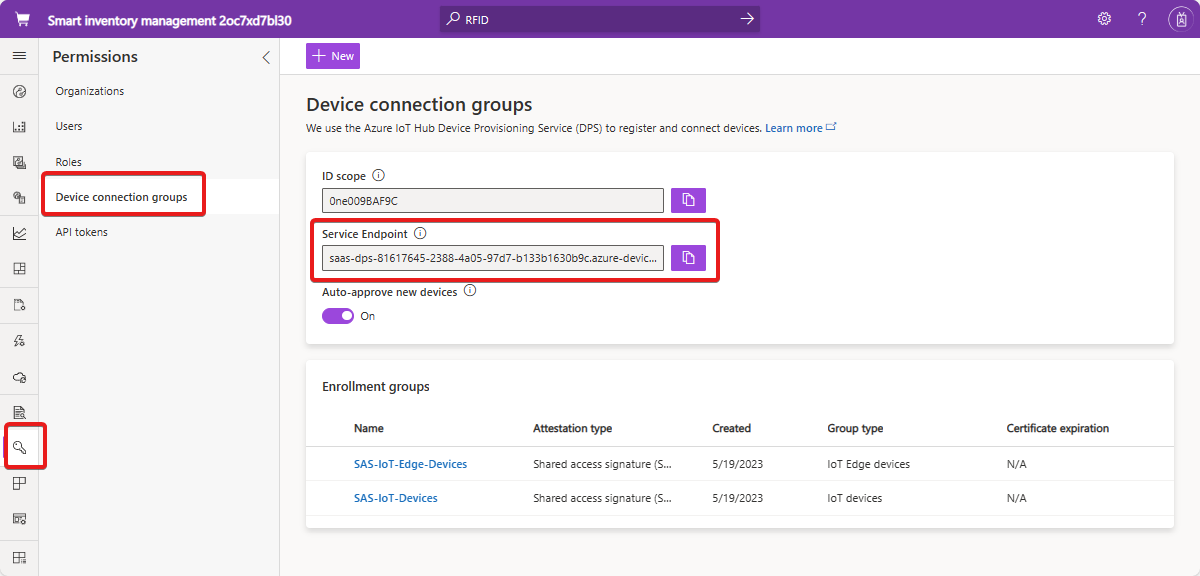 Smart inventory management 2oc7xd7bl30
RFID
Permissions
Organizations
Users
Roles
Device connection groups
API tokens
New
Device connection groups
We use the Azure IoT Hub Device Provisioning Service (DPS) to register and connect devices. Learn more
ID scope
0ne009BAF9C
Service Endpoint
saas-dps-81617645-2388-4a05-97d7-b133b1630b9c.azure-devic...
Auto-approve new devices
On
Enrollment groups
Name Attestation type Created Group type Certificate expiration
SAS-IoT-Edge-Devices Shared access signature (S... 5/19/2023 IoT Edge devices N/A
SAS-IoT-Devices Shared access signature (S... 5/19/2023 IoT devices N/A